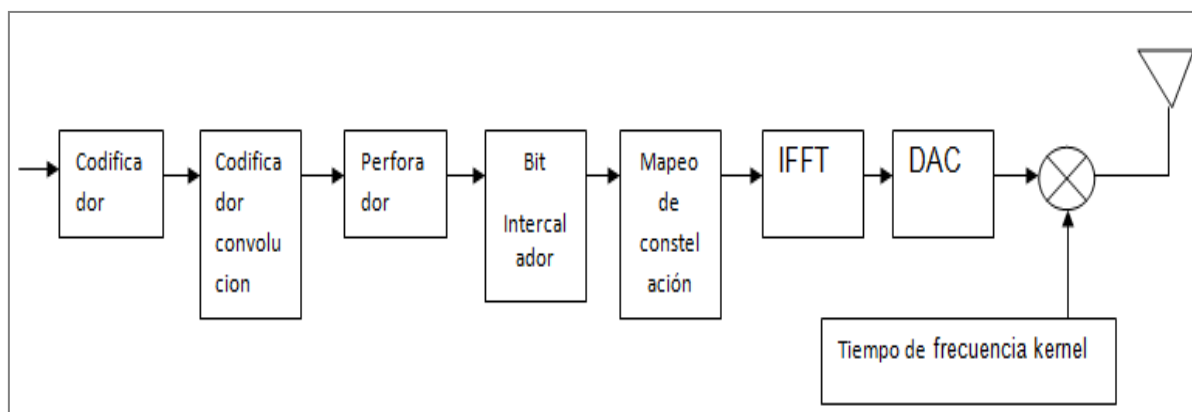 Codifica
dor
Codifica
dor
convolu
cion
Perfora
dor
Bit
Intercal
ador
Mapeo
de
constel
ación
IFFT
DAC
Tiempo de frecuencia kernel